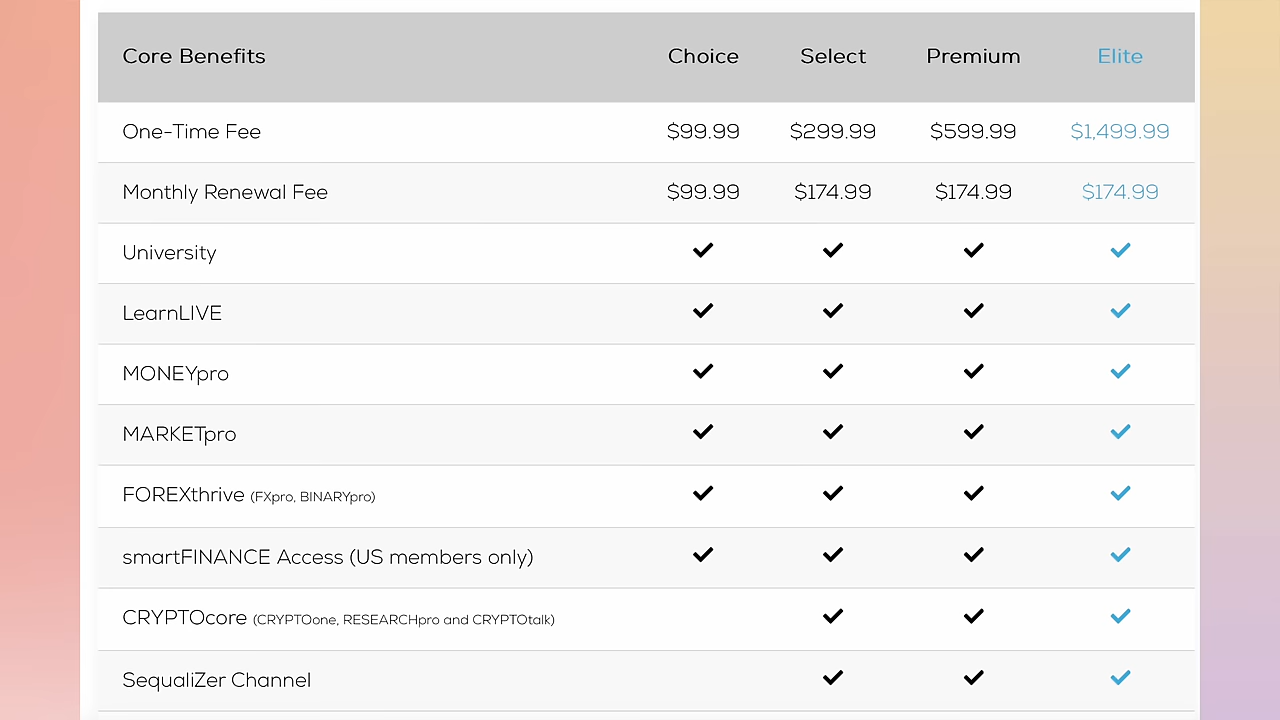 Core Benefits Choice Select Premium Elite
One-Time Fee $99.99 $299.99 $599.99 $1,499.99
Monthly Renewal Fee $99.99 $174.99 $174.99 $174.99
University
LearnLIVE
MONEYpro
MARKETpro
FOREXthrive (FXpro, BINARYpro)
smartFINANCE Access (US members only)
CRYPTOcore (CRYPTOone, RESEARCHpro and CRYPTOtalk)
SequaliZer Channel